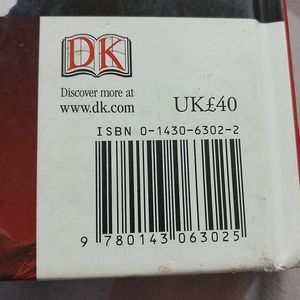 DK
Discover more at
www.dk.com
UK£40
ISBN 0-1430-6302-2
9 780143 063025